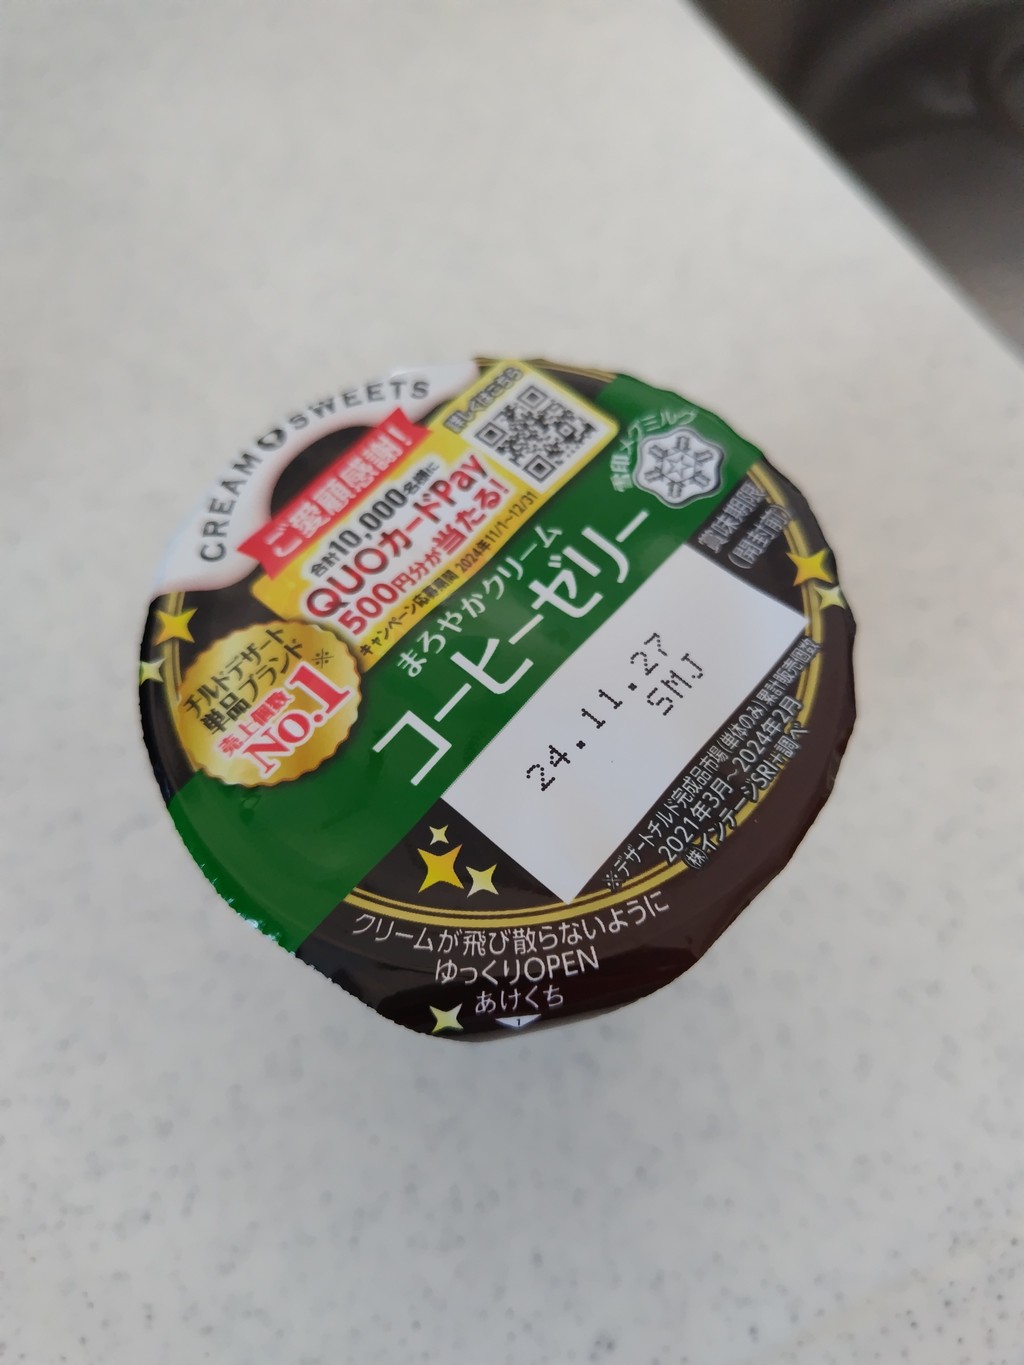 CREAM SWEETS
ご愛顧感謝!
詳しくはこちら
合計10,000名様に
QUOカードPay
500円分が当たる!
キャンペーン応募期間 2024年11/1~12/31
雪印メグミルク
チルドデザート
単品ブランド※
売上個数
No.1
まろやかクリーム
コーヒーゼリー
賞味期限
(開封前)
24.11.27
SMJ
※デザートチルド完成品市場(単体のみ)累計販売個数
2021年3月~2024年2月
(株)インテージSRI+調べ
クリームが飛び散らないように
ゆっくりOPEN
あけくち
1